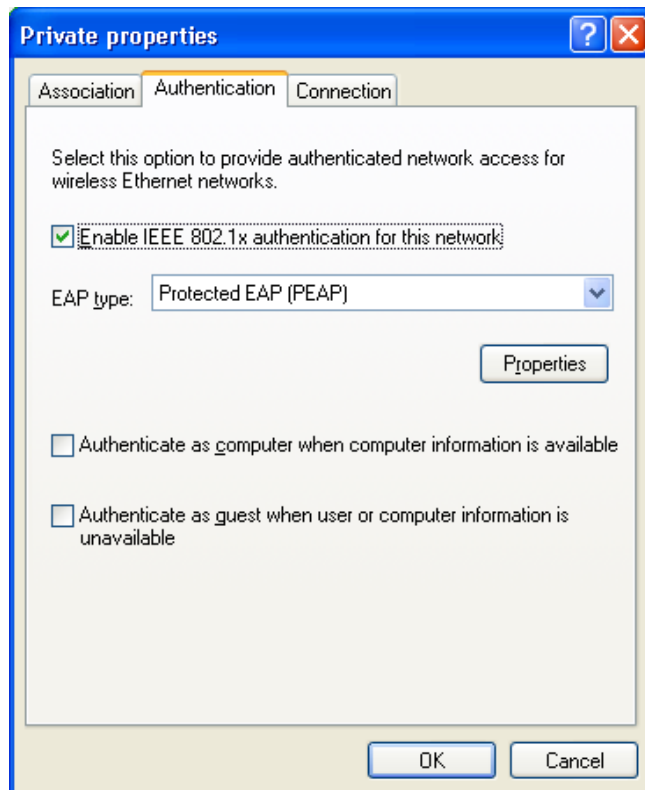 Private properties
Association
Authentication
Connection
Select this option to provide authenticated network access for
wireless Ethernet networks.
Enable IEEE 802.1x authentication for this network
EAP type:
Protected EAP (PEAP)
Properties
Authenticate as computer when computer information is available
Authenticate as guest when user or computer information is
unavailable
OK
Cancel